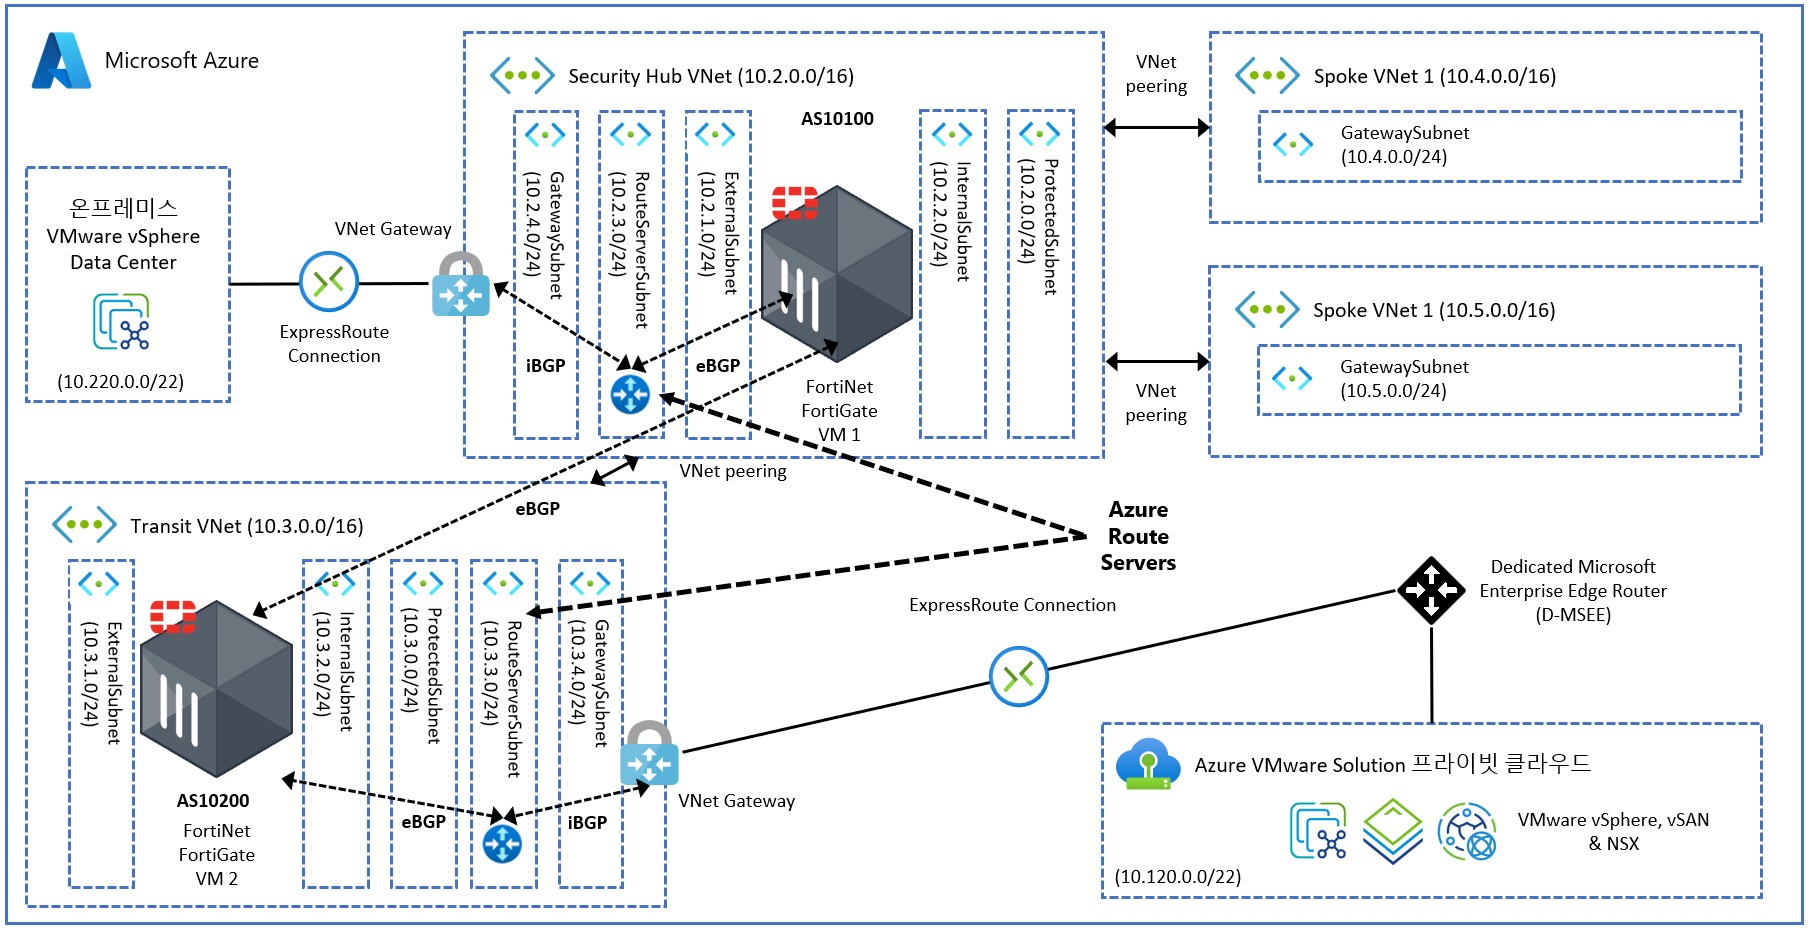 Microsoft Azure
Security Hub VNet (10.2.0.0/16)
AS10100
GatewaySubnet
(10.2.4.0/24)
RouteServerSubnet
(10.2.3.0/24)
ExternalSubnet
(10.2.1.0/24)
InternalSubnet
(10.2.2.0/24)
ProtectedSubnet
(10.2.0.0/24)
VNet
peering
Spoke VNet 1 (10.4.0.0/16)
GatewaySubnet
(10.4.0.0/24)
온프레미스
VMware vSphere
Data Center
(10.220.0.0/22)
VNet Gateway
ExpressRoute
Connection
iBGP
eBGP
FortiNet
FortiGate
VM 1
Spoke VNet 1 (10.5.0.0/16)
GatewaySubnet
(10.5.0.0/24)
VNet
peering
VNet peering
eBGP
Azure
Route
Servers
Transit VNet (10.3.0.0/16)
ExternalSubnet
(10.3.1.0/24)
InternalSubnet
(10.3.2.0/24)
ProtectedSubnet
(10.3.0.0/24)
RouteServerSubnet
(10.3.3.0/24)
GatewaySubnet
(10.3.4.0/24)
AS10200
FortiNet
FortiGate
VM 2
eBGP
iBGP
VNet Gateway
ExpressRoute Connection
Dedicated Microsoft
Enterprise Edge Router
(D-MSEE)
Azure VMware Solution 프라이빗 클라우드
VMware vSphere, vSAN
& NSX
(10.120.0.0/22)